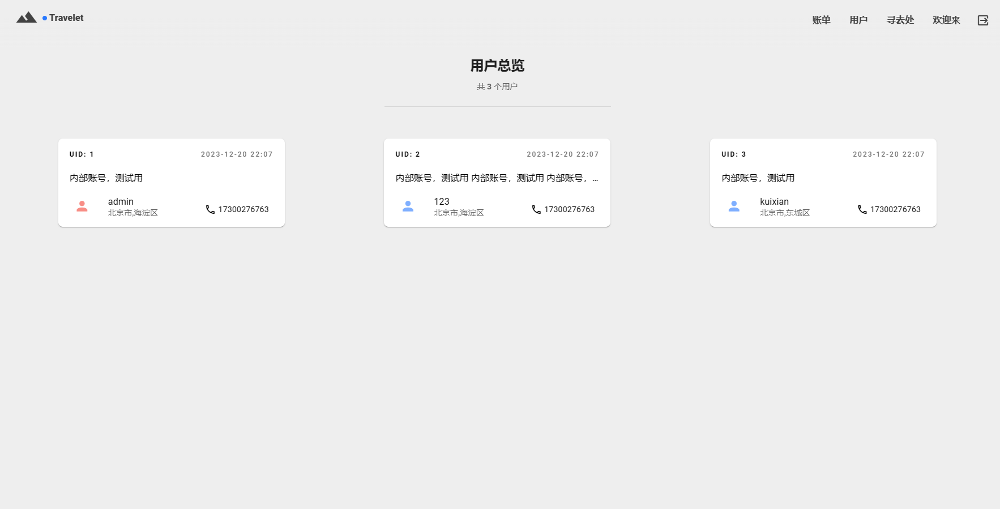 Travelet
账单 用户 寻去处 欢迎来
用户总览
共 3 个用户
UID: 1 2023-12-20 22:07
内部账号，测试用
admin
北京市,海淀区
17300276763
UID: 2 2023-12-20 22:07
内部账号，测试用 内部账号，测试用 内部账号，...
123
北京市,海淀区
17300276763
UID: 3 2023-12-20 22:07
内部账号，测试用
kuixian
北京市,东城区
17300276763